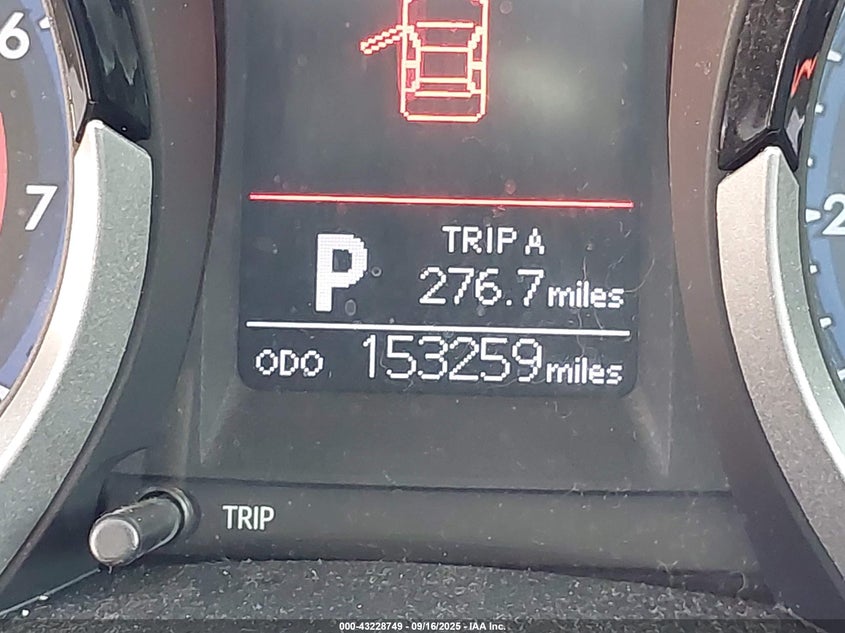 6
7
2
P
TRIP A
276.7 miles
ODO 153259 miles
TRIP
000-43228749 - 09/16/2025 - IAA Inc.